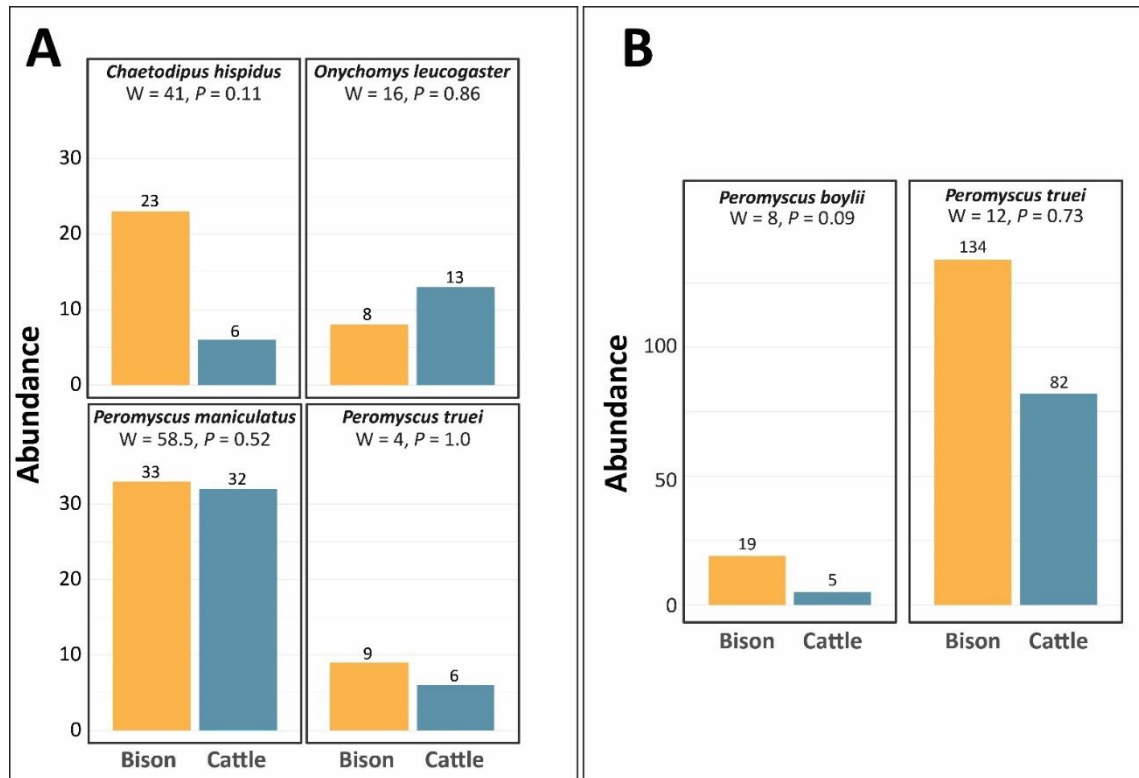 A
Chaetodipus hispidus
W = 41, P = 0.11
Onychomys leucogaster
W = 16, P = 0.86
30
20
10
0
23
6
8
13
Abundance
Peromyscus maniculatus
W = 58.5, P = 0.52
Peromyscus truei
W = 4, P = 1.0
30
20
10
0
33
32
9
6
Bison
Cattle
Bison
Cattle
B
Peromyscus boylii
W = 8, P = 0.09
Peromyscus truei
W = 12, P = 0.73
Abundance
100
50
0
19
5
134
82
Bison
Cattle
Bison
Cattle